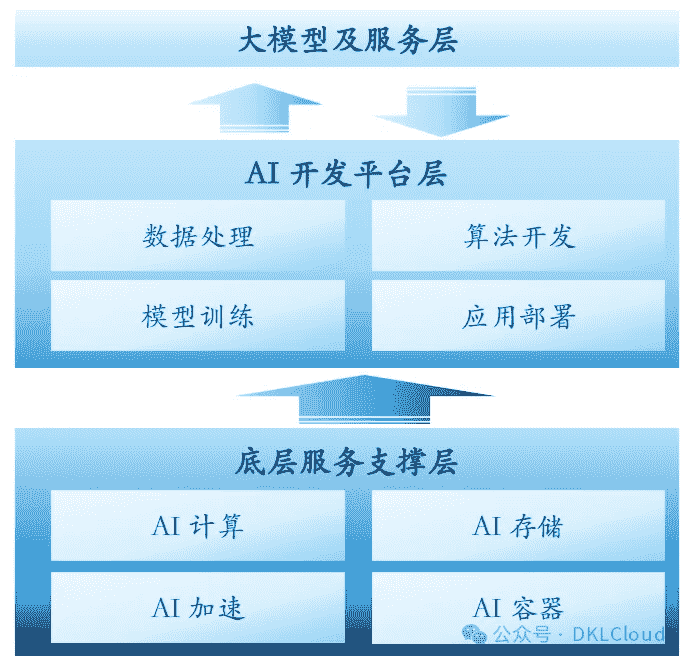 大模型及服务层
AI 开发平台层
数据处理
算法开发
模型训练
应用部署
底层服务支撑层
AI 计算
AI 存储
AI 加速
AI 容器
公众号 · DKLCloud